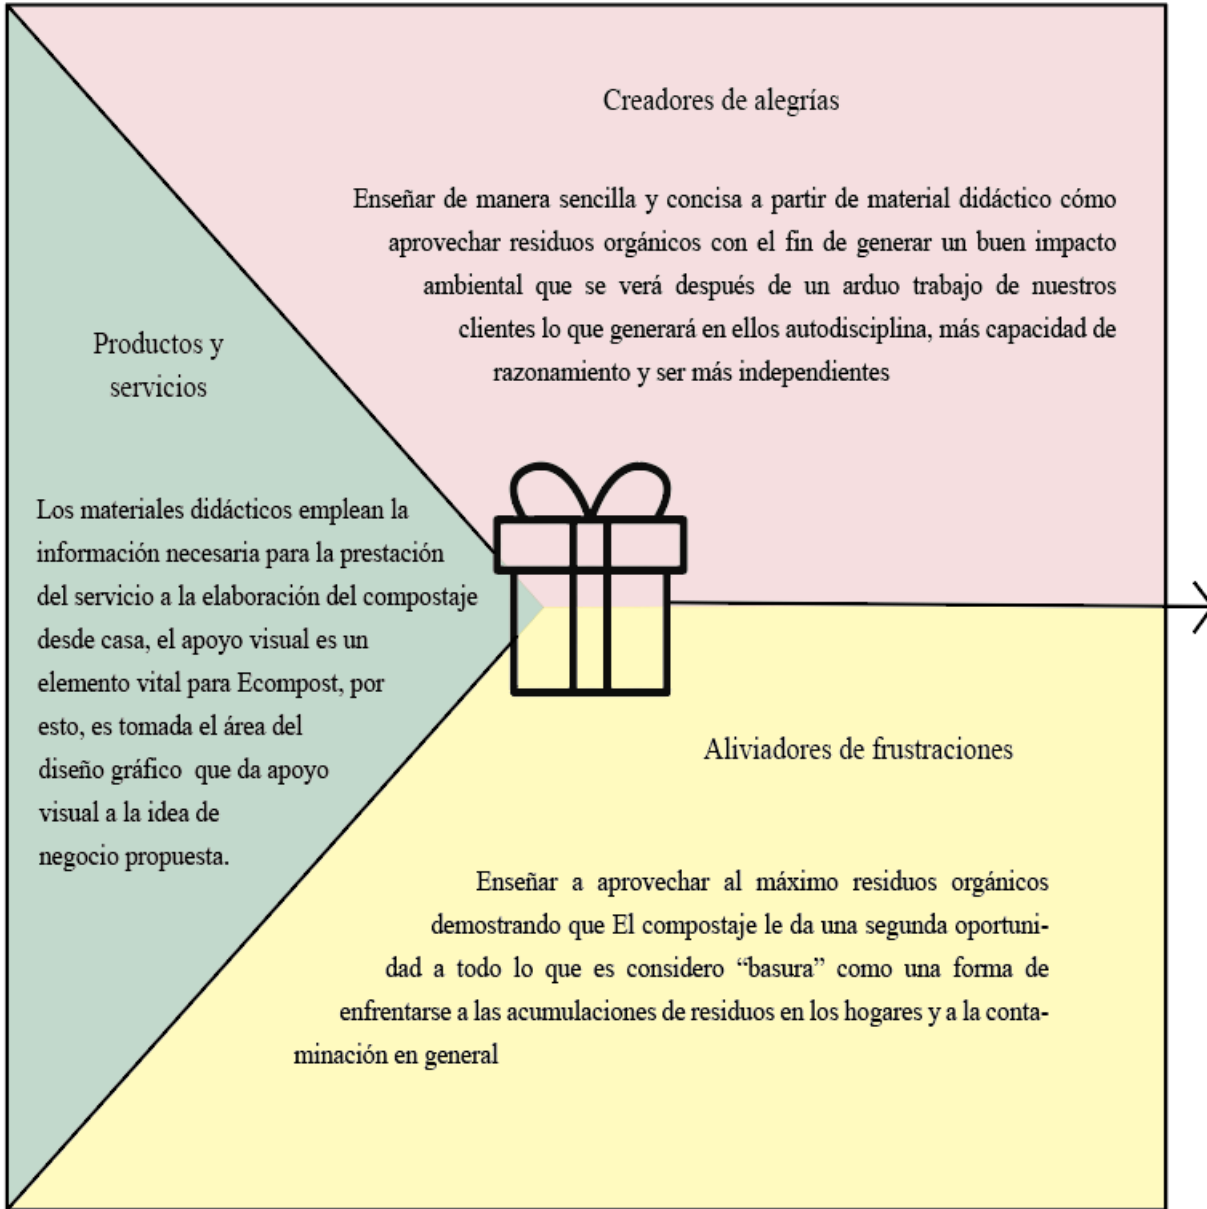 Creadores de alegrías
Enseñar de manera sencilla y concisa a partir de material didáctico cómo
aprovechar residuos orgánicos con el fin de generar un buen impacto
ambiental que se verá después de un arduo trabajo de nuestros
clientes lo que generará en ellos autodisciplina, más capacidad de
razonamiento y ser más independientes
Productos y
servicios
Los materiales didácticos emplean la
información necesaria para la prestación
del servicio a la elaboración del compostaje
desde casa, el apoyo visual es un
elemento vital para Ecompost, por
esto, es tomada el área del
diseño gráfico que da apoyo
visual a la idea de
negocio propuesta.
Aliviadores de frustraciones
Enseñar a aprovechar al máximo residuos orgánicos
demostrando que El compostaje le da una segunda oportuni-
dad a todo lo que es considero “basura” como una forma de
enfrentarse a las acumulaciones de residuos en los hogares y a la conta-
minación en general